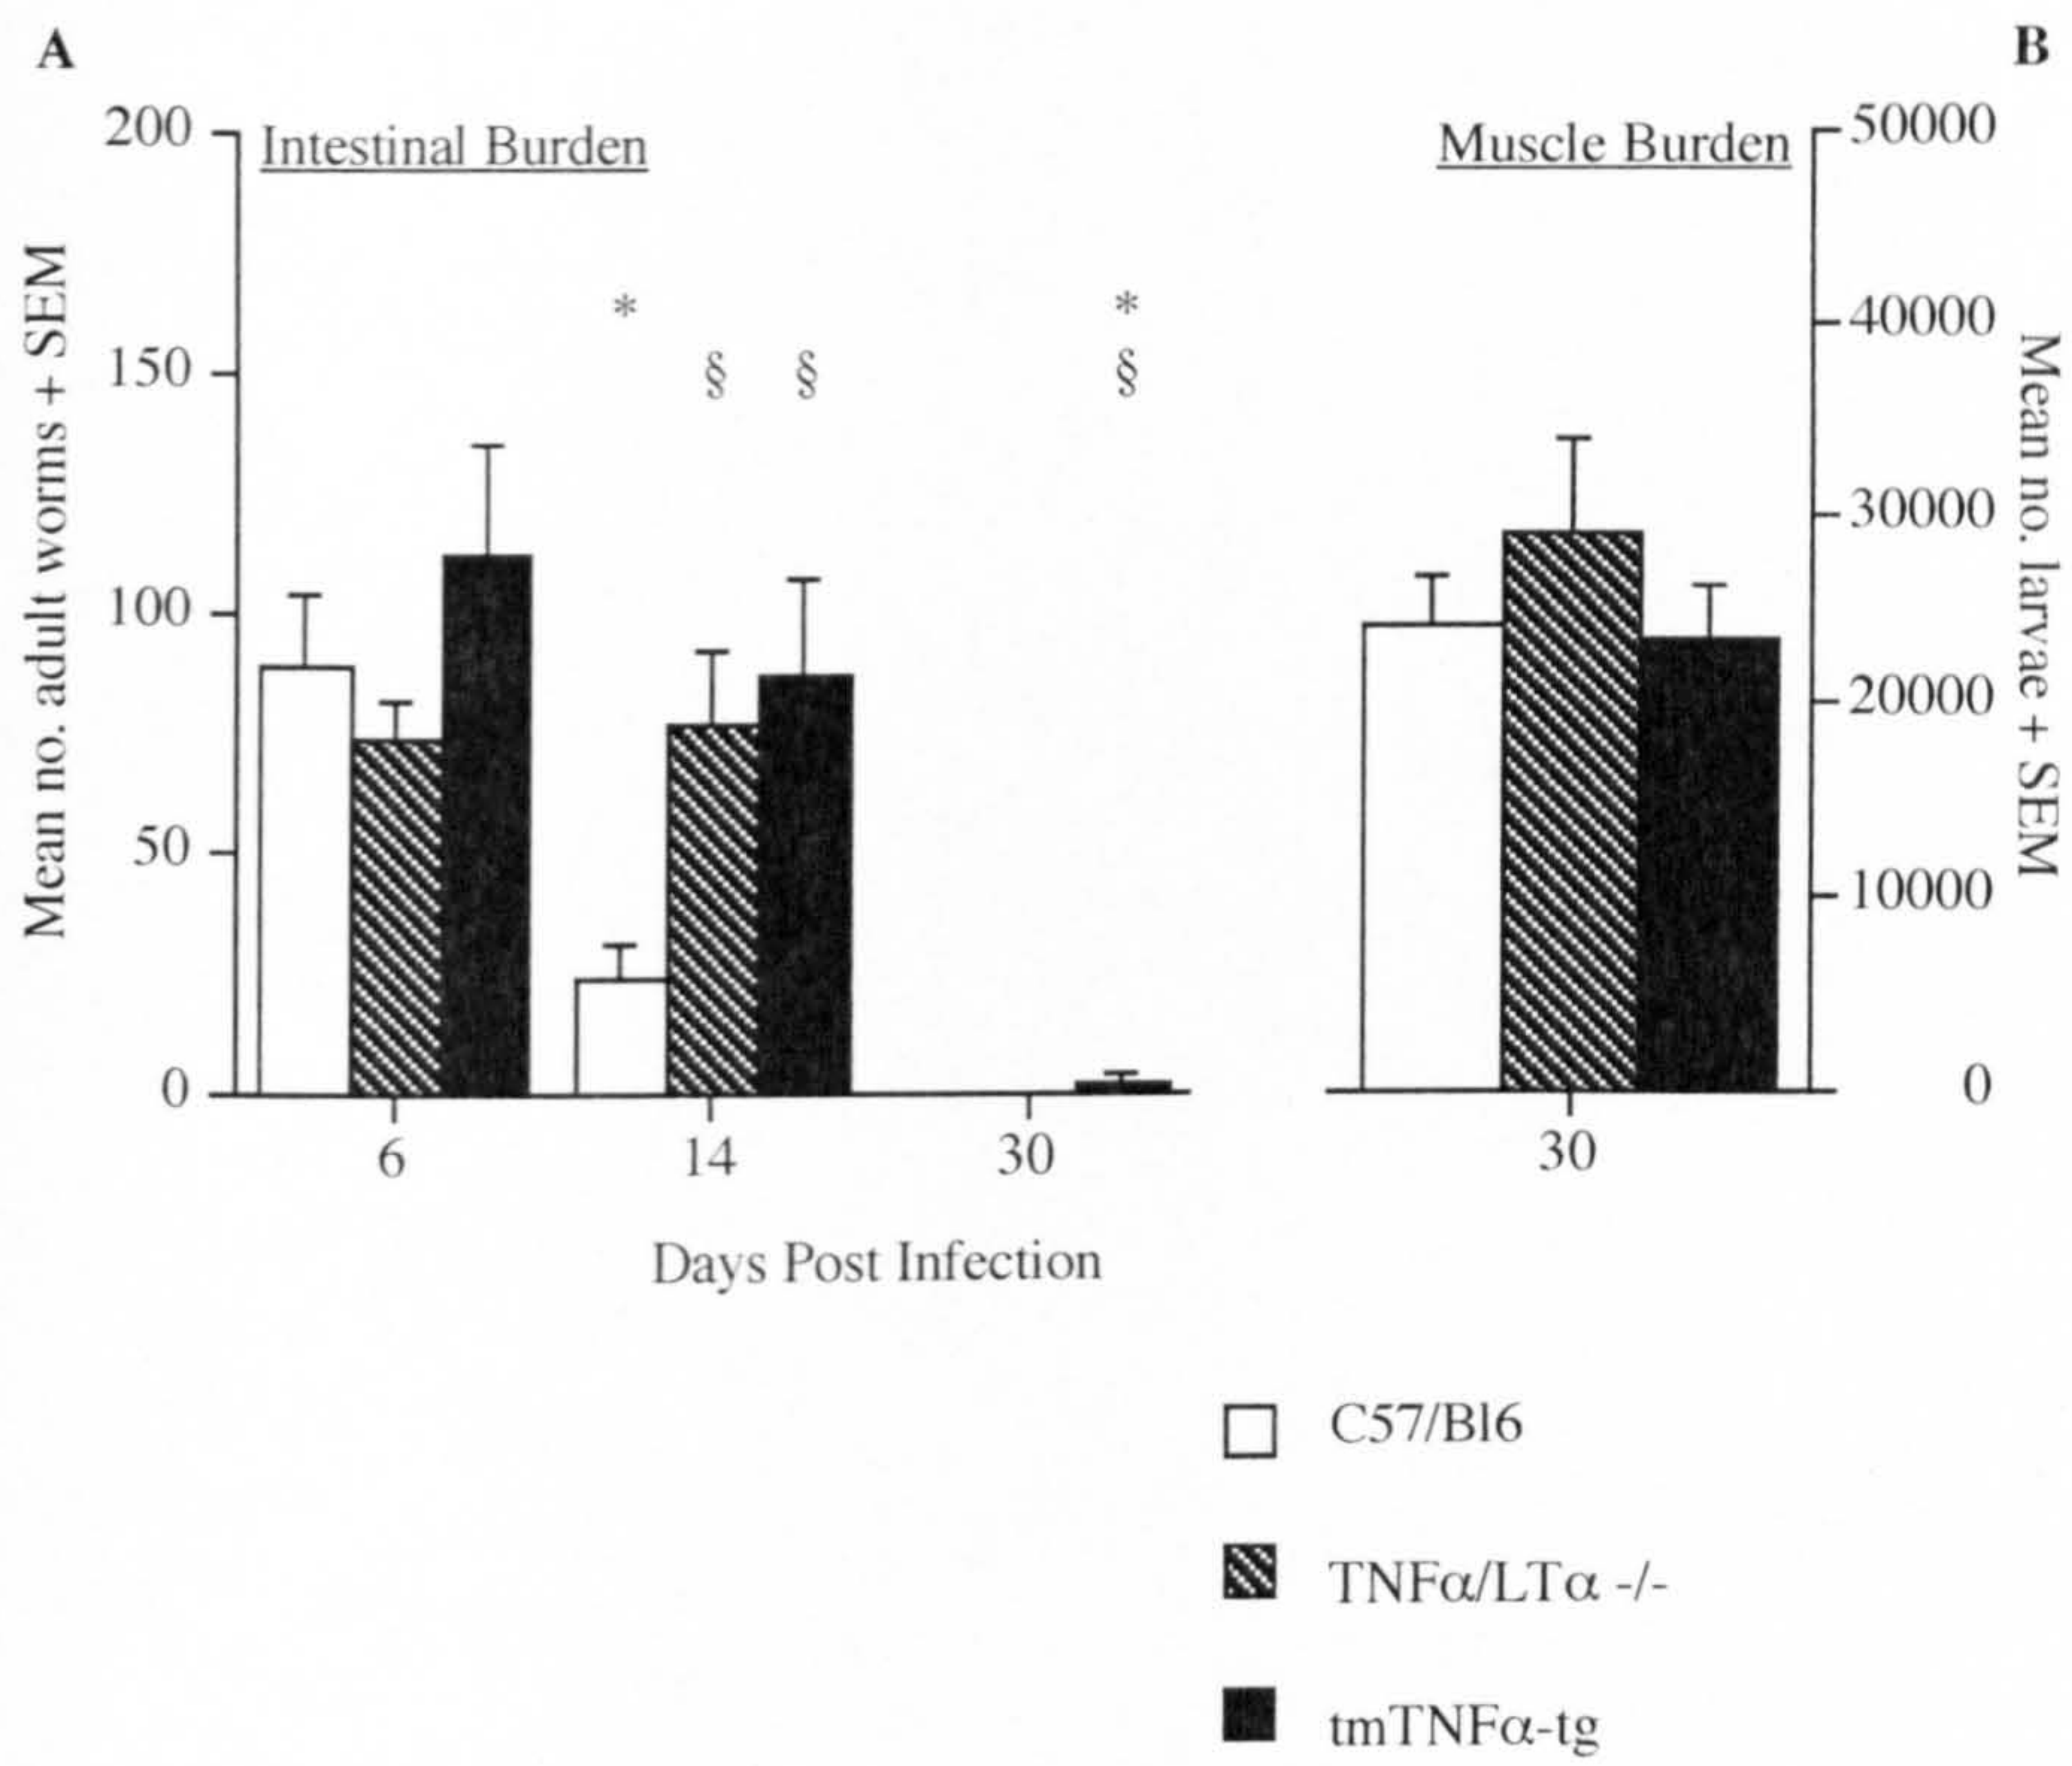 A
B
Intestinal Burden
Muscle Burden
Mean no. adult worms + SEM
200
150
100
50
0
*
*
§ § §
50000
40000
30000
20000
10000
0
Mean no. larvae + SEM
6 14 30
30
Days Post Infection
C57/Bl6
TNFα/LTα -/-
tmTNFα-tg